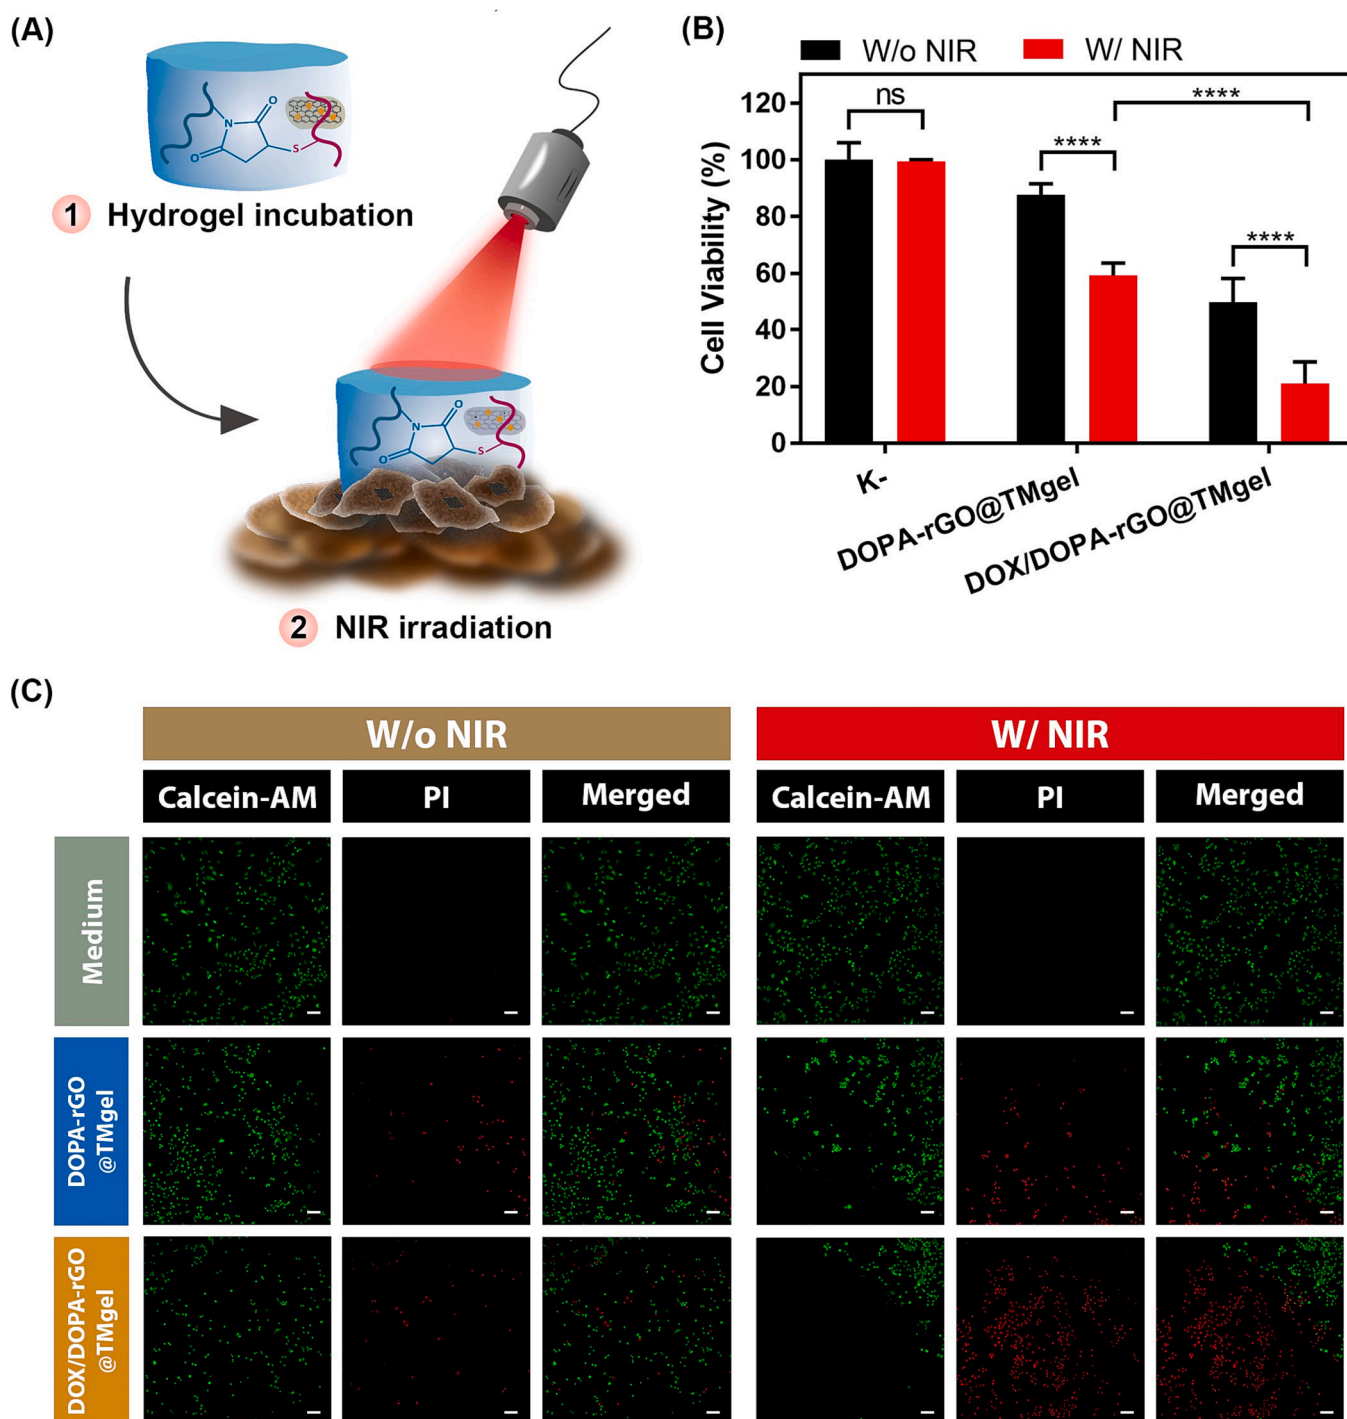 (A)
N
O
O
S
1 Hydrogel incubation
N
O
O
S
2 NIR irradiation
(B)
W/o NIR W/ NIR
Cell Viability (%)
120
100
80
60
40
20
0
ns
****
****
****
K-
DOPA-rGO@TMgel
DOX/DOPA-rGO@TMgel
(C)
W/o NIR W/ NIR
Calcein-AM PI Merged Calcein-AM PI Merged
Medium
DOPA-rGO
@TMgel
DOX/DOPA-rGO
@TMgel